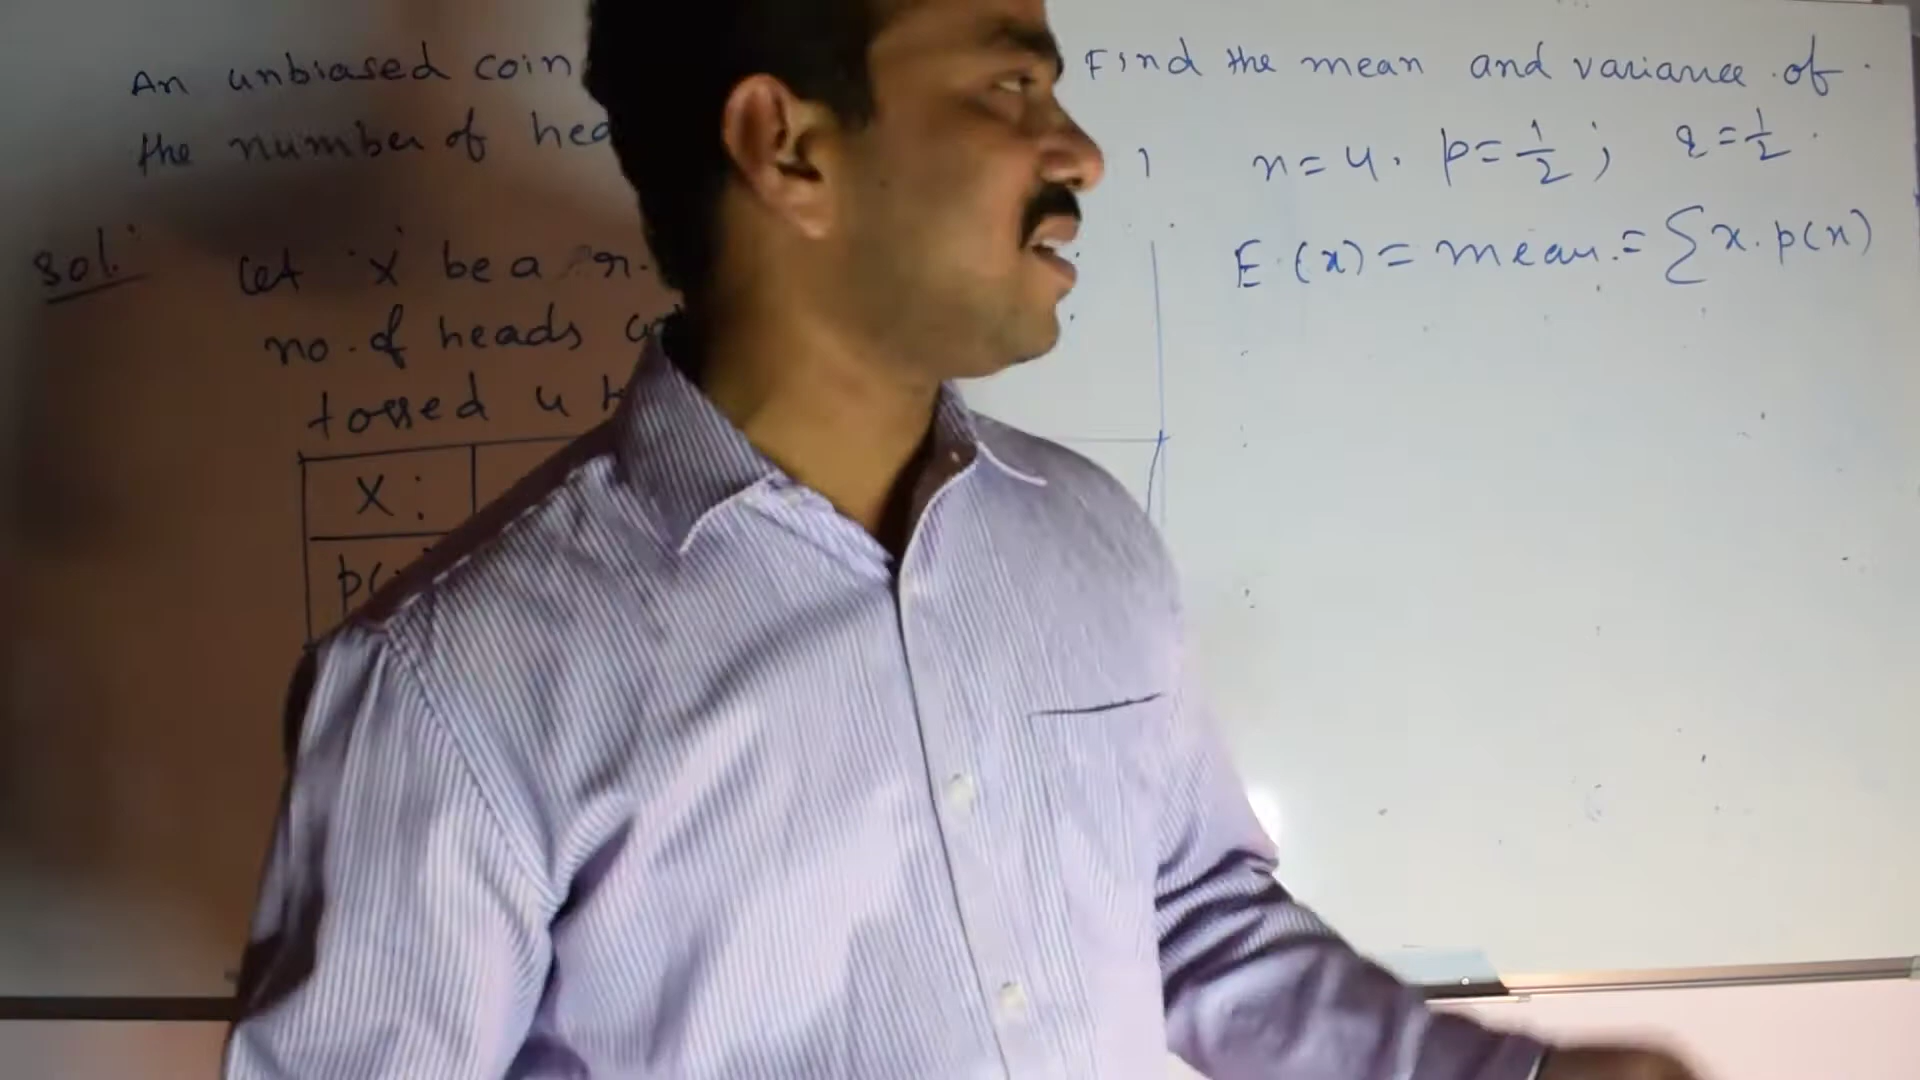 An unbiased coin Find the mean and variance of
the number of hea
n = 4. p = 1/2 ; q = 1/2
Sol:
Let 'x' be a r.
E(x) = mean = Σ x. p(x)
no. of heads
tossed 4
X :
p(